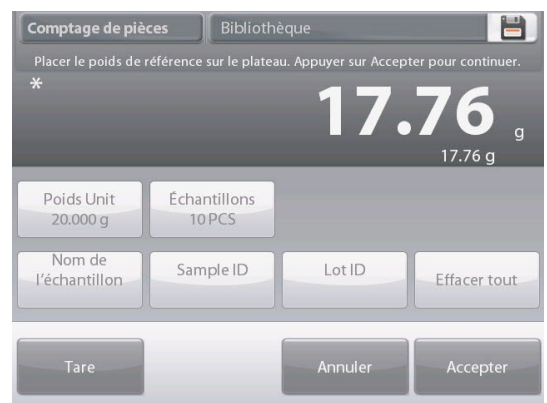 Comptage de pièces
Bibliothèque
Placer le poids de référence sur le plateau. Appuyer sur Accepter pour continuer.
*
17.76 g
17.76 g
Poids Unit
20.000 g
Échantillons
10 PCS
Nom de
l'échantillon
Sample ID
Lot ID
Effacer tout
Tare
Annuler
Accepter